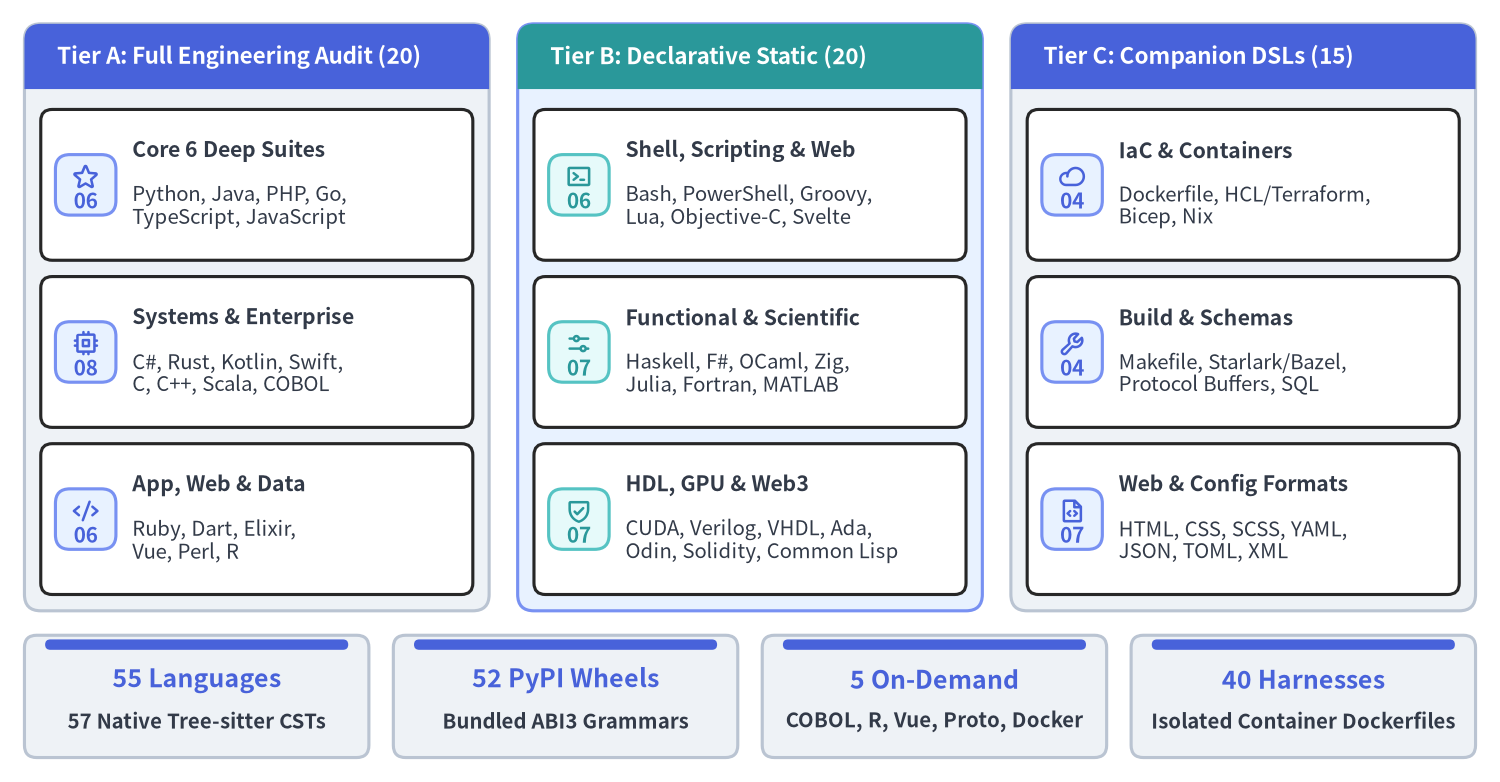 Tier A: Full Engineering Audit (20)
Core 6 Deep Suites
06
Python, Java, PHP, Go,
TypeScript, JavaScript
Systems & Enterprise
08
C#, Rust, Kotlin, Swift,
C, C++, Scala, COBOL
App, Web & Data
06
Ruby, Dart, Elixir,
Vue, Perl, R
Tier B: Declarative Static (20)
Shell, Scripting & Web
06
Bash, PowerShell, Groovy,
Lua, Objective-C, Svelte
Functional & Scientific
07
Haskell, F#, OCaml, Zig,
Julia, Fortran, MATLAB
HDL, GPU & Web3
07
CUDA, Verilog, VHDL, Ada,
Odin, Solidity, Common Lisp
Tier C: Companion DSLs (15)
IaC & Containers
04
Dockerfile, HCL/Terraform,
Bicep, Nix
Build & Schemas
04
Makefile, Starlark/Bazel,
Protocol Buffers, SQL
Web & Config Formats
07
HTML, CSS, SCSS, YAML,
JSON, TOML, XML
55 Languages
57 Native Tree-sitter CSTs
52 PyPI Wheels
Bundled ABI3 Grammars
5 On-Demand
COBOL, R, Vue, Proto, Docker
40 Harnesses
Isolated Container Dockerfiles